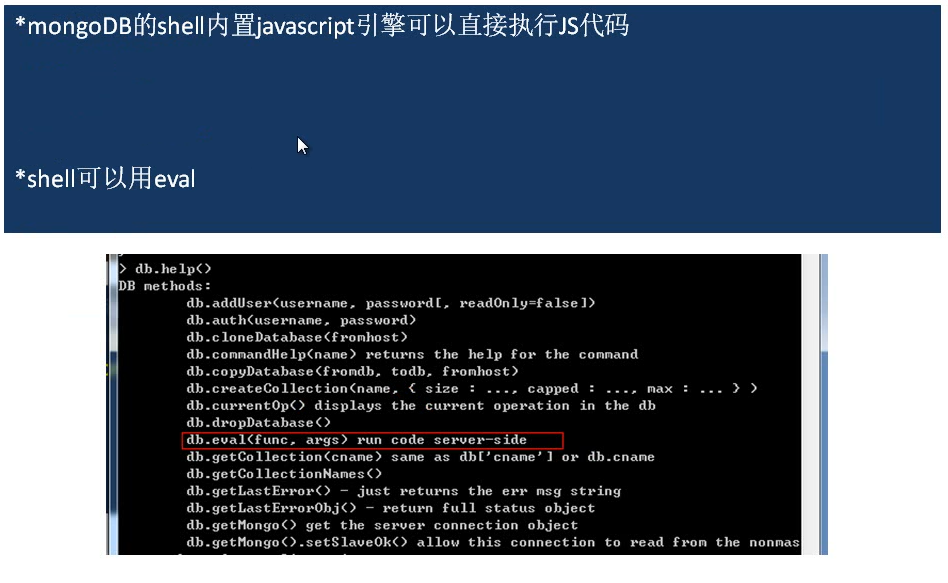 *mongoDB的shell内置javascript引擎可以直接执行JS代码
*shell可以用eval
> db.help()
DB methods:
db.addUser(username, password[, readOnly=false])
db.auth(username, password)
db.cloneDatabase(fromhost)
db.commandHelp(name) returns the help for the command
db.copyDatabase(fromdb, todb, fromhost)
db.createCollection(name, { size : ..., capped : ..., max : ... } )
db.currentOp() displays the current operation in the db
db.dropDatabase()
db.eval(func, args) run code server-side
db.getCollection(cname) same as db['cname'] or db.cname
db.getCollectionNames()
db.getLastError() - just returns the err msg string
db.getLastErrorObj() - return full status object
db.getMongo() get the server connection object
db.getMongo().setSlaveOk() allow this connection to read from the nonmas